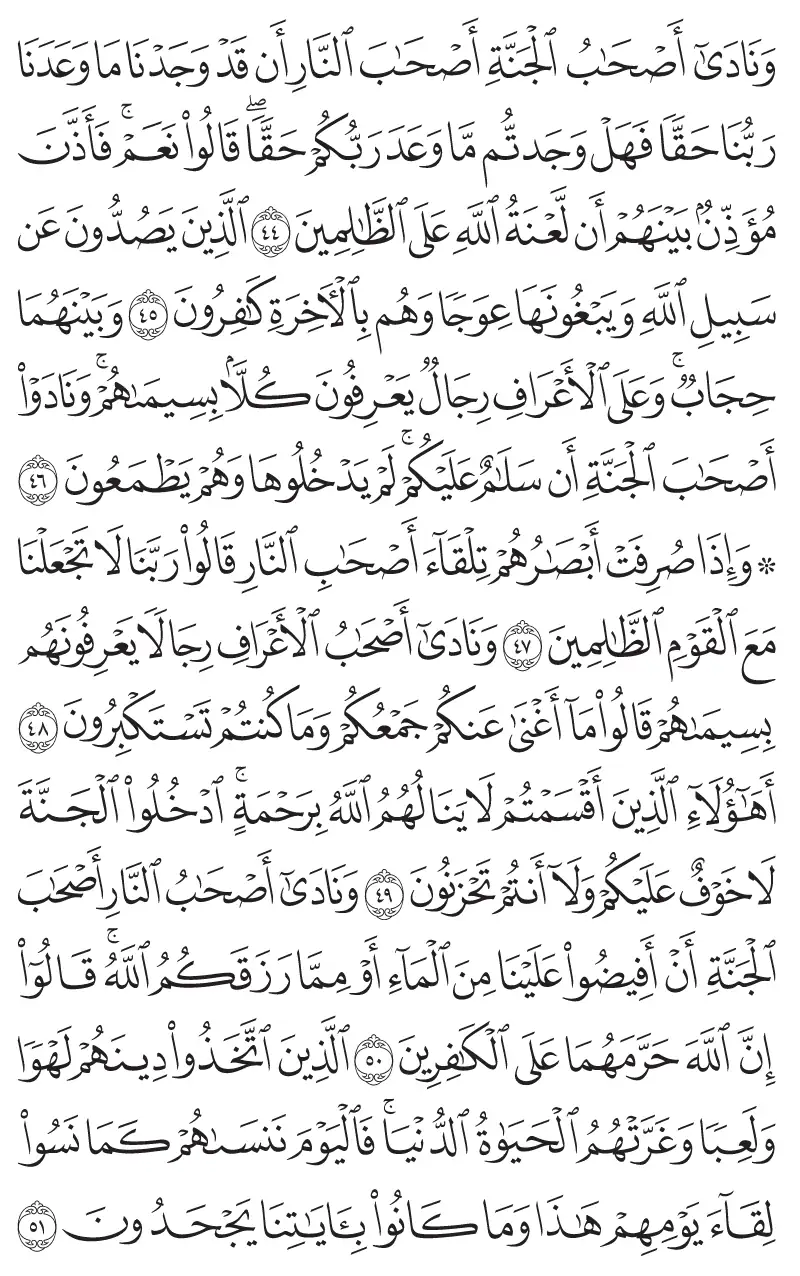 وَنَادَىٰٓ أَصۡحَٰبُ ٱلۡجَنَّةِ أَصۡحَٰبَ ٱلنَّارِ أَن قَدۡ وَجَدۡنَا مَا وَعَدَنَا
رَبُّنَا حَقّٗا فَهَلۡ وَجَدتُّم مَّا وَعَدَ رَبُّكُمۡ حَقّٗاۖ قَالُواْ نَعَمۡۚ فَأَذَّنَ
مُؤَذِّنُۢ بَيۡنَهُمۡ أَن لَّعۡنَةُ ٱللَّهِ عَلَى ٱلظَّٰلِمِينَ ٤٤ ٱلَّذِينَ يَصُدُّونَ عَن
سَبِيلِ ٱللَّهِ وَيَبۡغُونَهَا عِوَجٗا وَهُم بِٱلۡأٓخِرَةِ كَٰفِرُونَ ٤٥ وَبَيۡنَهُمَا
حِجَابٞۚ وَعَلَى ٱلۡأَعۡرَافِ رِجَالٞ يَعۡرِفُونَ كُلَّۢا بِسِيمَىٰهُمۡۚ وَنَادَوۡاْ
أَصۡحَٰبَ ٱلۡجَنَّةِ أَن سَلَٰمٌ عَلَيۡكُمۡۚ لَمۡ يَدۡخُلُوهَا وَهُمۡ يَطۡمَعُونَ ٤٦
۞ وَإِذَا صُرِفَتۡ أَبۡصَٰرُهُمۡ تِلۡقَآءَ أَصۡحَٰبِ ٱلنَّارِ قَالُواْ رَبَّنَا لَا تَجۡعَلۡنَا
مَعَ ٱلۡقَوۡمِ ٱلظَّٰلِمِينَ ٤٧ وَنَادَىٰٓ أَصۡحَٰبُ ٱلۡأَعۡرَافِ رِجَالٗا يَعۡرِفُونَهُم
بِسِيمَىٰهُمۡ قَالُواْ مَآ أَغۡنَىٰ عَنكُمۡ جَمۡعُكُمۡ وَمَا كُنتُمۡ تَسۡتَكۡبِرُونَ ٤٨
أَهَٰٓؤُلَآءِ ٱلَّذِينَ أَقۡسَمۡتُمۡ لَا يَنَالُهُمُ ٱللَّهُ بِرَحۡمَةٍۚ ٱدۡخُلُواْ ٱلۡجَنَّةَ
لَا خَوۡفٌ عَلَيۡكُمۡ وَلَآ أَنتُمۡ تَحۡزَنُونَ ٤٩ وَنَادَىٰٓ أَصۡحَٰبُ ٱلنَّارِ أَصۡحَٰبَ
ٱلۡجَنَّةِ أَنۡ أَفِيضُواْ عَلَيۡنَا مِنَ ٱلۡمَآءِ أَوۡ مِمَّا رَزَقَكُمُ ٱللَّهُۚ قَالُوٓاْ
إِنَّ ٱللَّهَ حَرَّمَهُمَا عَلَى ٱلۡكَٰفِرِينَ ٥٠ ٱلَّذِينَ ٱتَّخَذُواْ دِينَهُمۡ لَهۡوٗا
وَلَعِبٗا وَغَرَّتۡهُمُ ٱلۡحَيَوٰةُ ٱلدُّنۡيَاۚ فَٱلۡيَوۡمَ نَنسَىٰهُمۡ كَمَا نَسُواْ
لِقَآءَ يَوۡمِهِمۡ هَٰذَا وَمَا كَانُواْ بِـَٔايَٰتِنَا يَجۡحَدُونَ ٥١